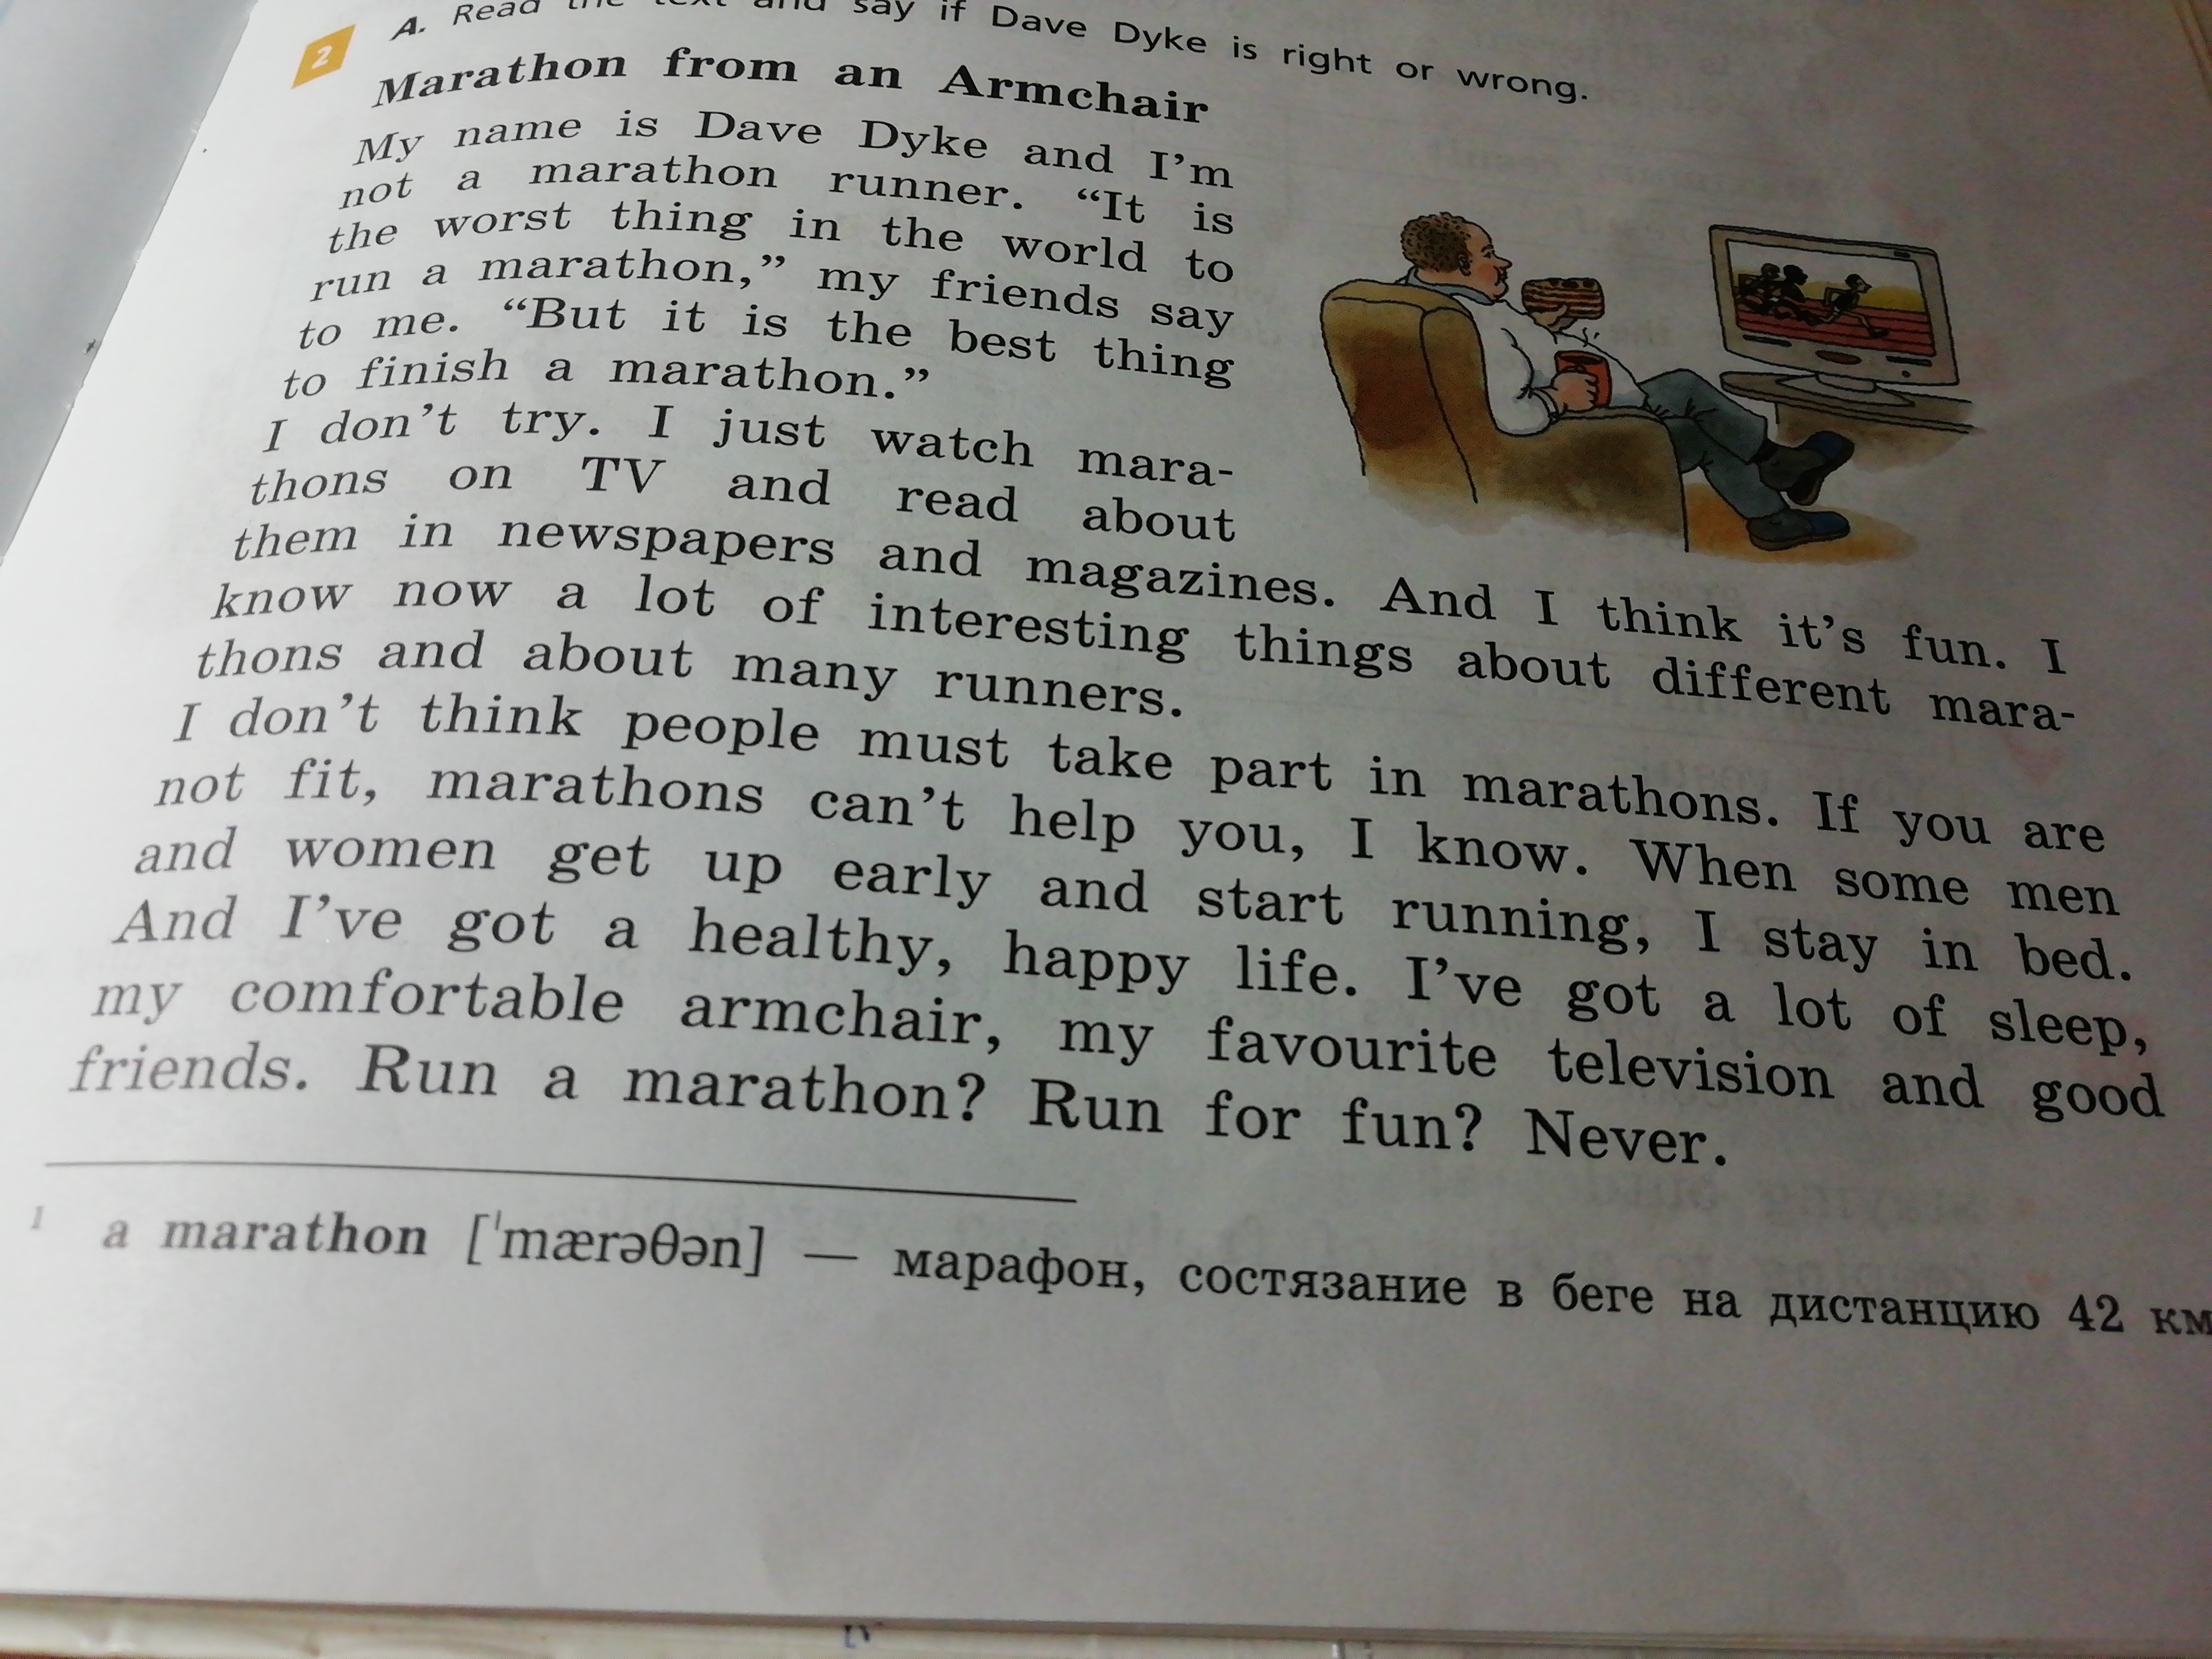 2
A. Read the text and say if Dave Dyke is right or wrong.
Marathon from an Armchair
My name is Dave Dyke and I’m
not a marathon runner. “It is
the worst thing in the world to
run a marathon,” my friends say
to me. “But it is the best thing
to finish a marathon.”
I don’t try. I just watch mara-
thons on TV and read about
them in newspapers and magazines. And I think it’s fun. I
know now a lot of interesting things about different mara-
thons and about many runners.
I don’t think people must take part in marathons. If you are
not fit, marathons can’t help you, I know. When some men
and women get up early and start running, I stay in bed.
And I’ve got a healthy, happy life. I’ve got a lot of sleep,
my comfortable armchair, my favourite television and good
friends. Run a marathon? Run for fun? Never.
1 a marathon [ˈmærəθən] — марафон, состязание в беге на дистанцию 42 км